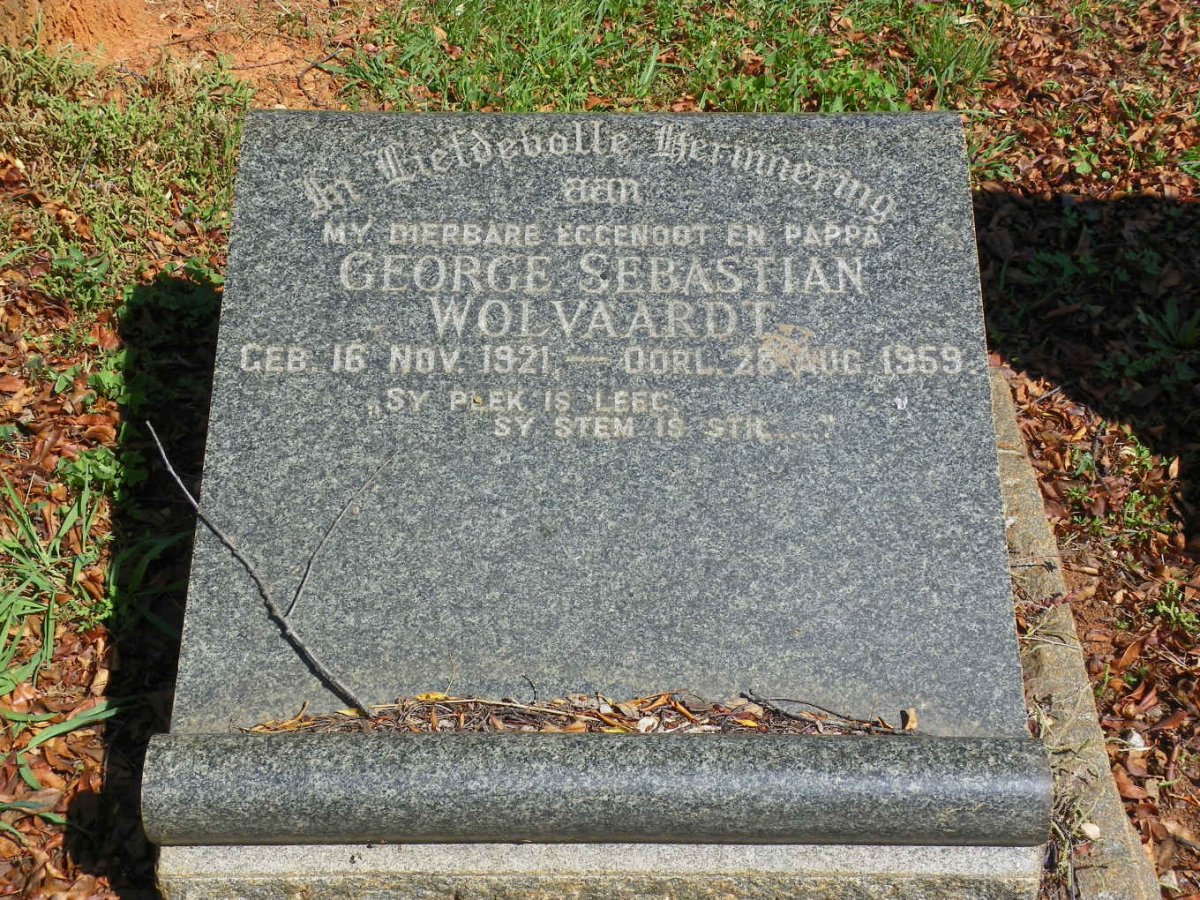 In Liefdevolle Herinnering
aan
MY DIERBARE EGGENOOT EN PAPPA
GEORGE SEBASTIAN
WOLVAARDT
GEB. 16 NOV. 1921. — OORL. 26 AUG. 1959.
„SY PLEK IS LEEG,
SY STEM IS STIL......."